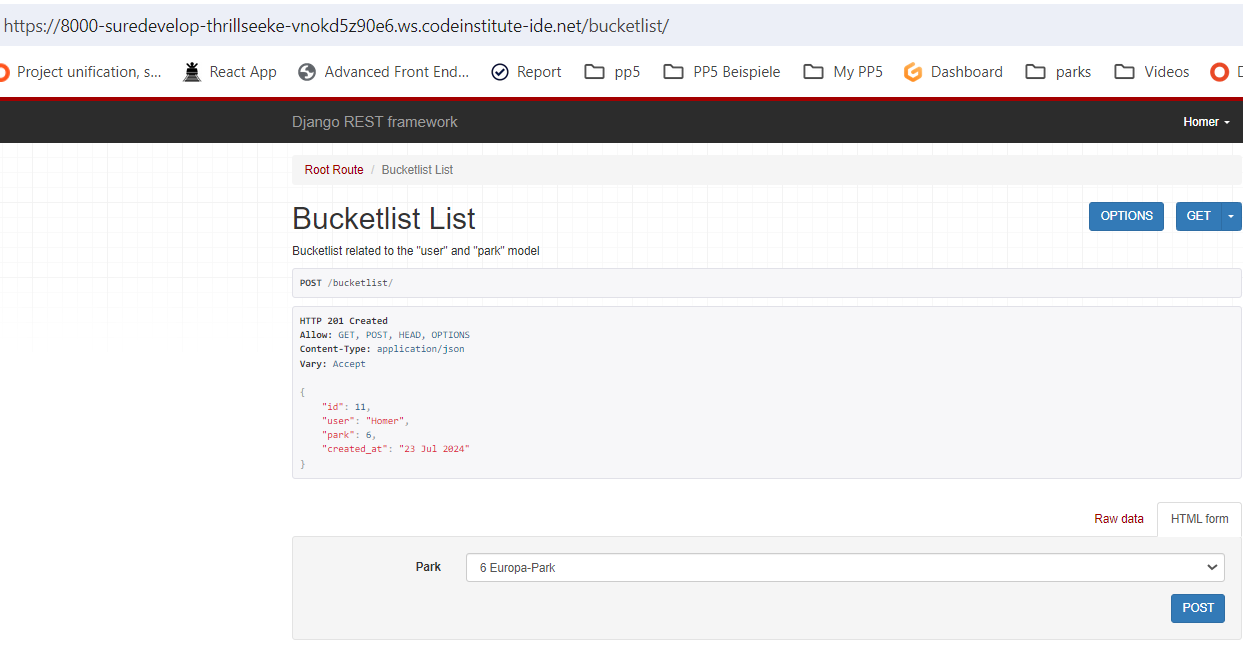 https://8000-suredevelop-thrillseeke-vnokd5z90e6.ws.codeinstitute-ide.net/bucketlist/
Project unification, s... React App Advanced Front End... Report pp5 PP5 Beispiele My PP5 Dashboard parks Videos
Django REST framework Homer
Root Route / Bucketlist List
Bucketlist List OPTIONS GET
Bucketlist related to the "user" and "park" model
POST /bucketlist/
HTTP 201 Created
Allow: GET, POST, HEAD, OPTIONS
Content-Type: application/json
Vary: Accept
{
"id": 11,
"user": "Homer",
"park": 6,
"created_at": "23 Jul 2024"
}
Raw data HTML form
Park 6 Europa-Park
POST